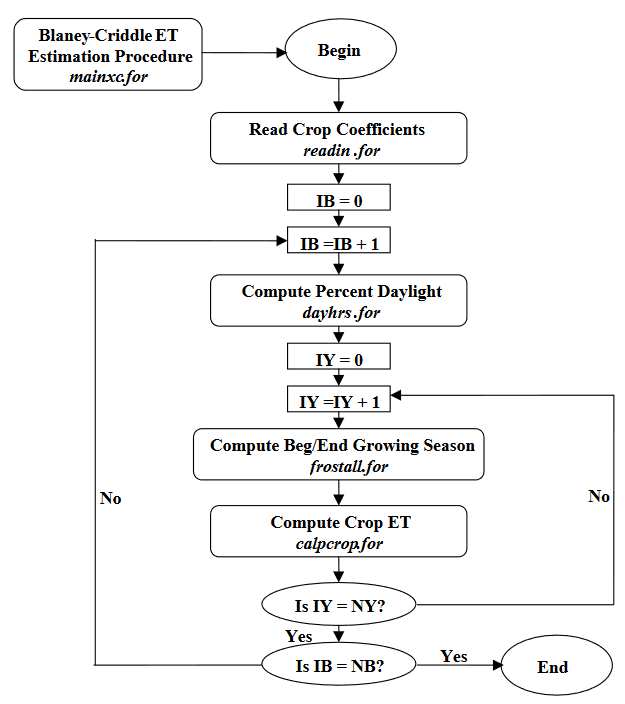 Blaney-Criddle ET
Estimation Procedure
mainxc.for
Begin
Read Crop Coefficients
readin .for
IB = 0
IB =IB + 1
Compute Percent Daylight
dayhrs .for
IY = 0
IY =IY + 1
Compute Beg/End Growing Season
frostall.for
No
No
Compute Crop ET
calpcrop.for
Is IY = NY?
Yes
Is IB = NB?
Yes
End